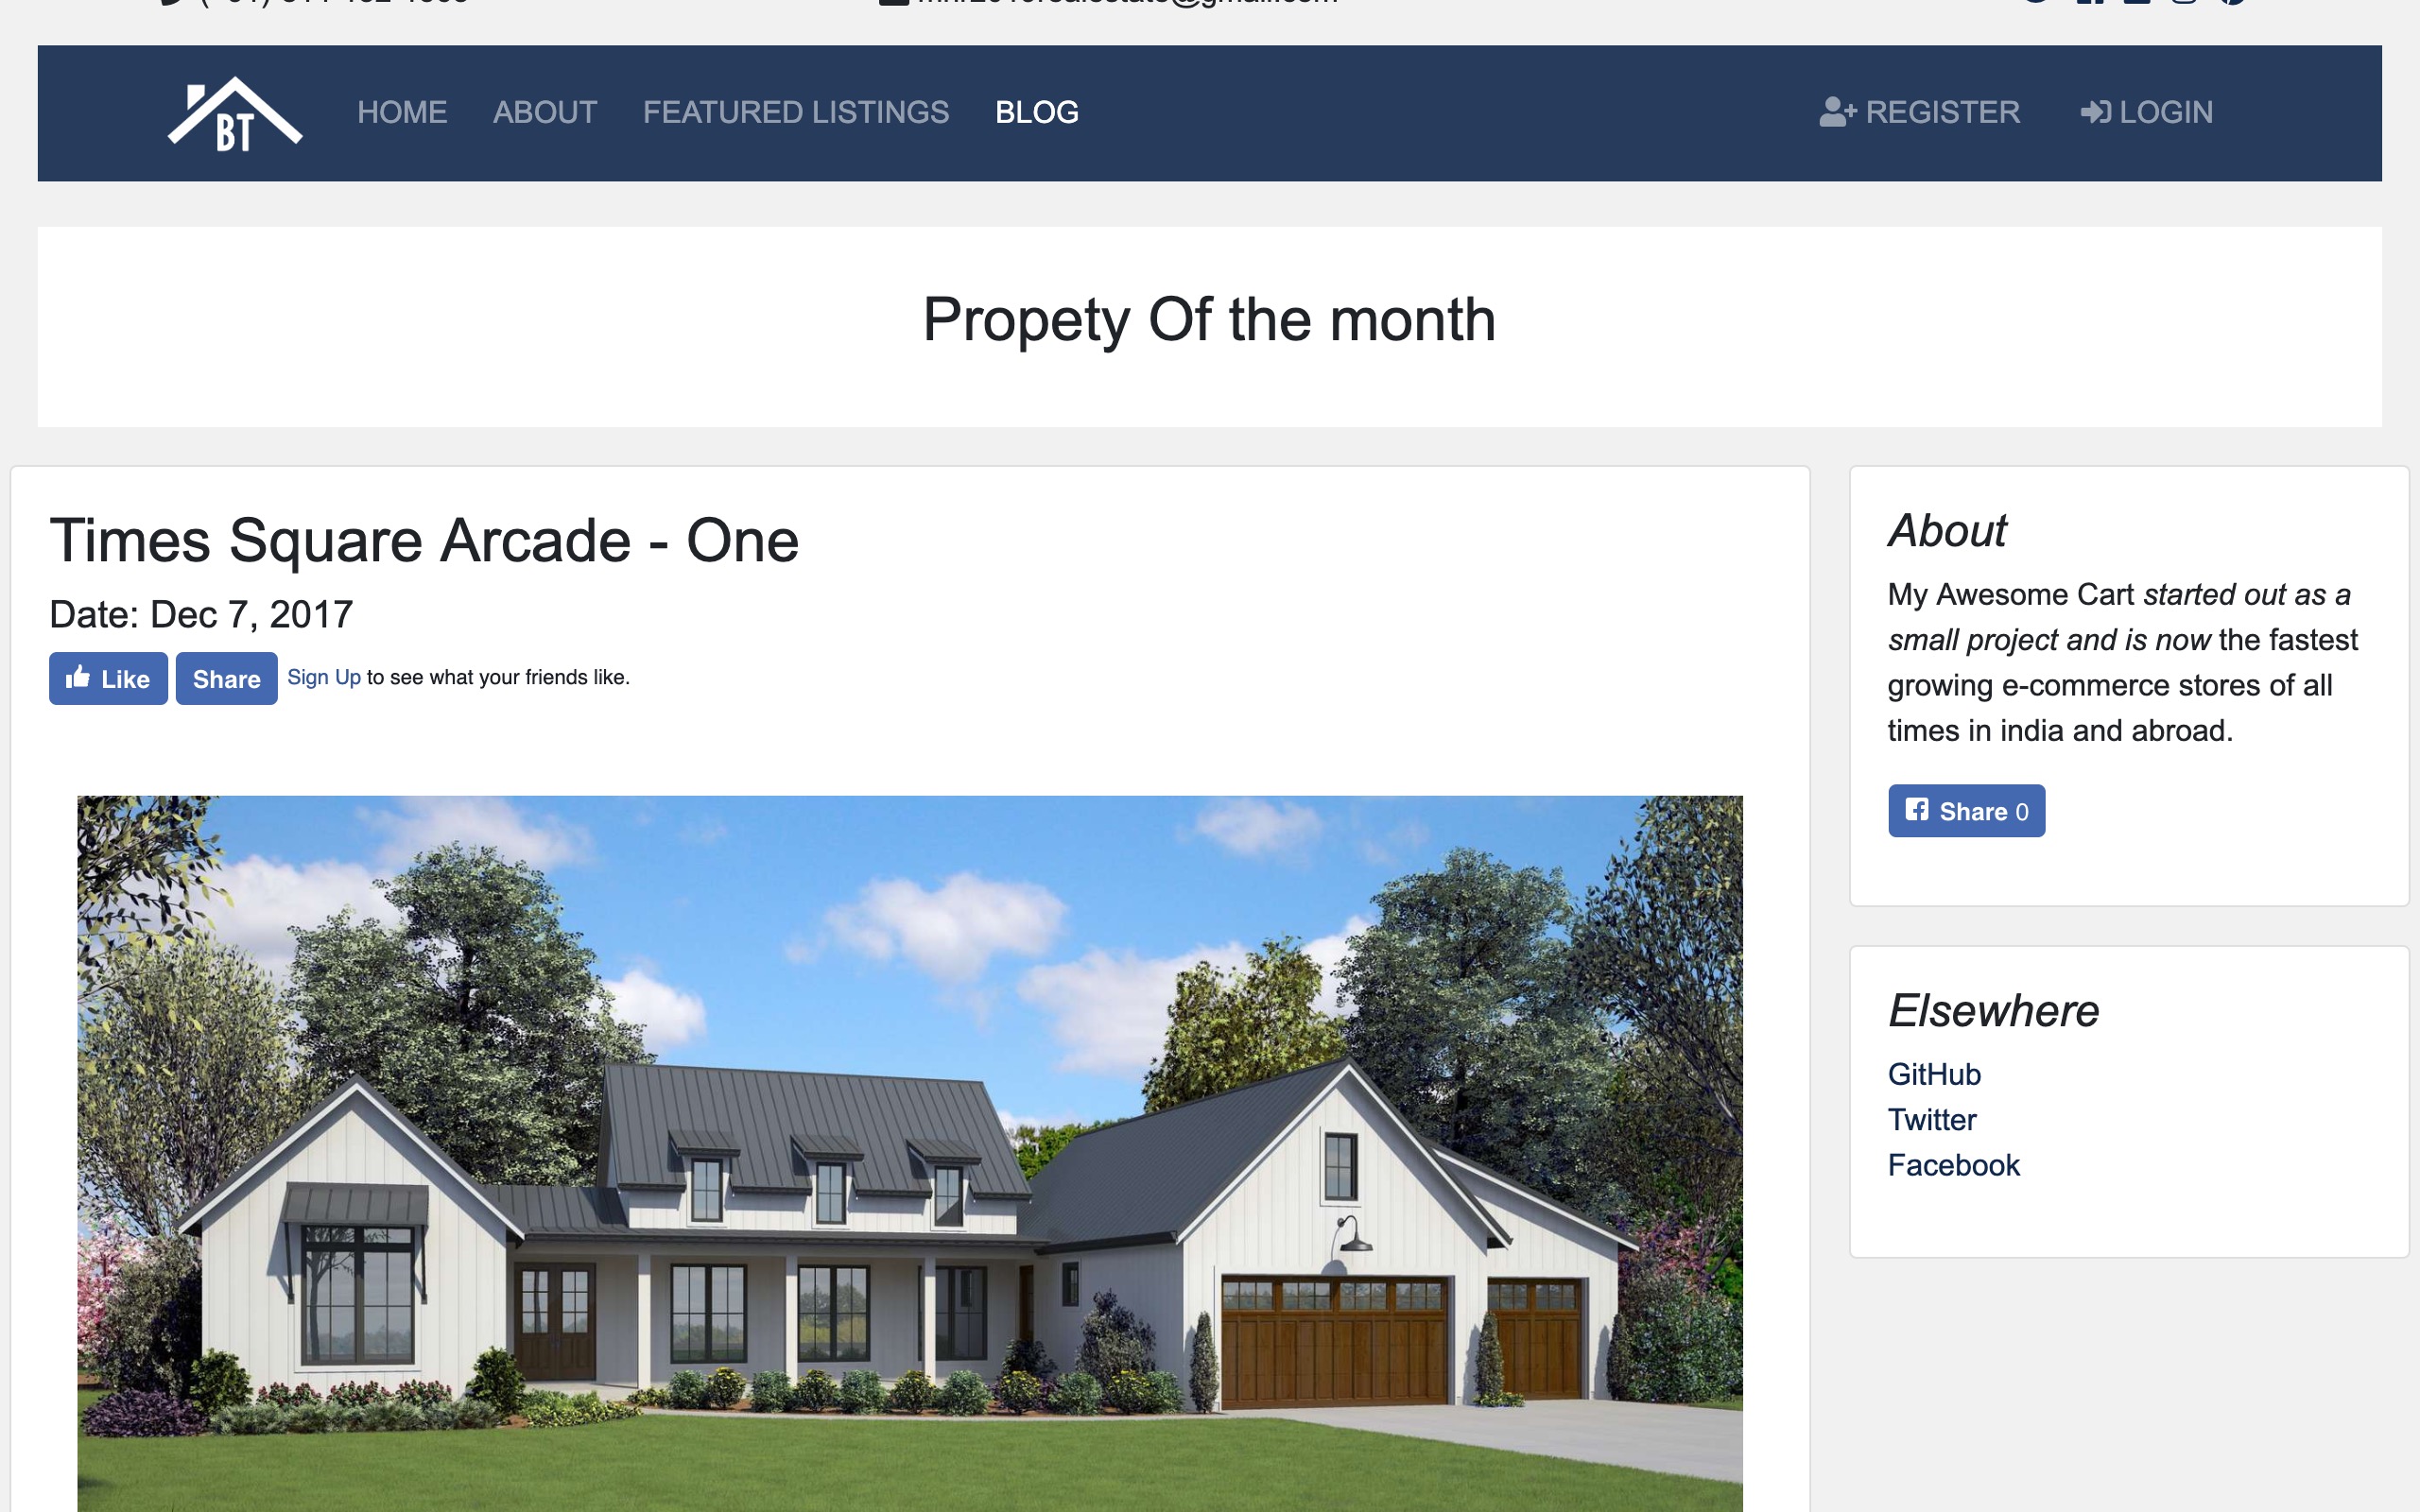 BT
HOME ABOUT FEATURED LISTINGS BLOG REGISTER LOGIN
Propety Of the month
Times Square Arcade - One
Date: Dec 7, 2017
Like Share Sign Up to see what your friends like.
About
My Awesome Cart started out as a
small project and is now the fastest
growing e-commerce stores of all
times in india and abroad.
Share 0
Elsewhere
GitHub
Twitter
Facebook